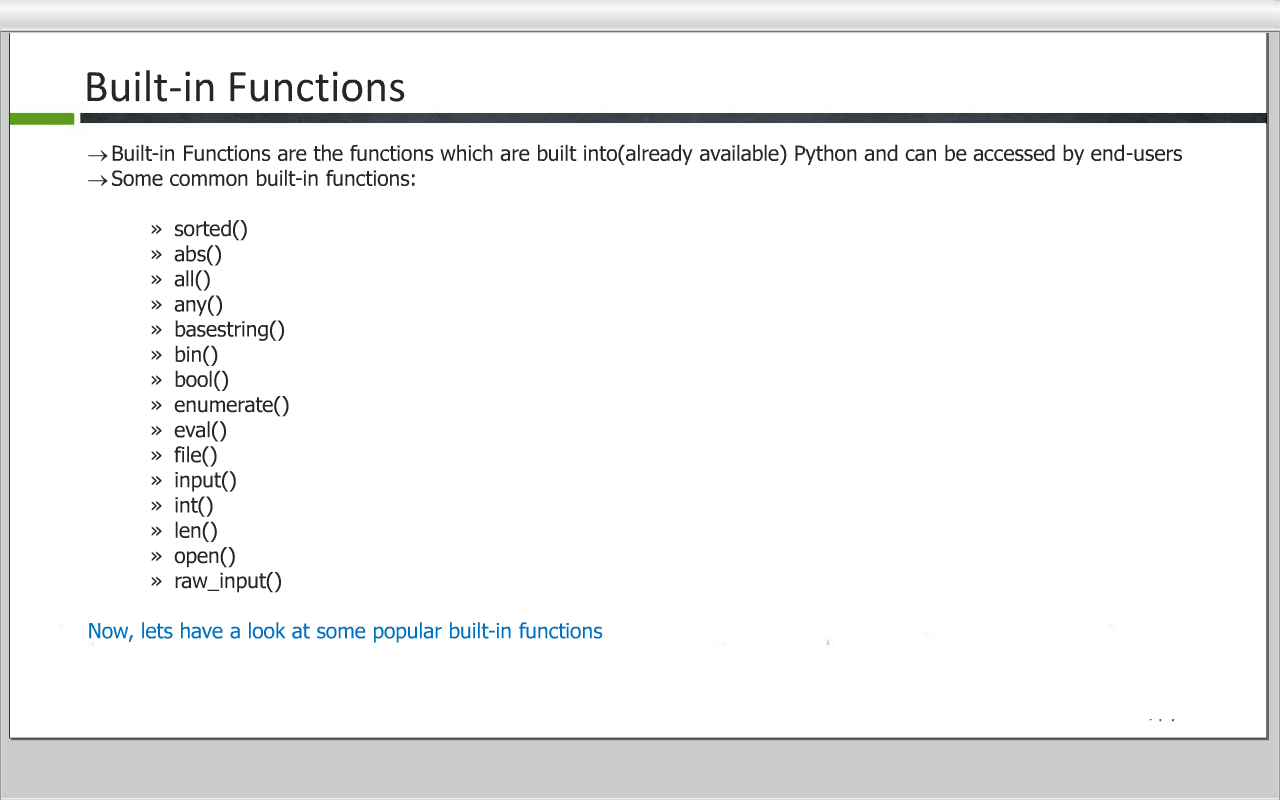 Built-in Functions
→Built-in Functions are the functions which are built into(already available) Python and can be accessed by end-users
→Some common built-in functions:
» sorted()
» abs()
» all()
» any()
» basestring()
» bin()
» bool()
» enumerate()
» eval()
» file()
» input()
» int()
» len()
» open()
» raw_input()
Now, lets have a look at some popular built-in functions